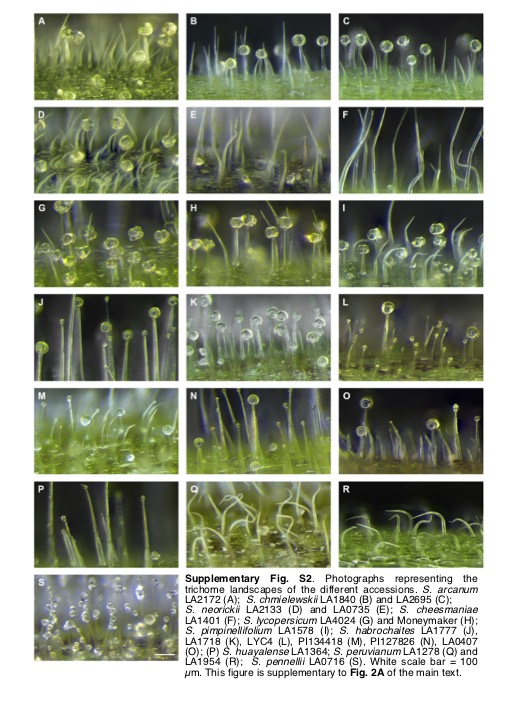 A
B
C
D
E
F
G
H
I
J
K
L
M
N
O
P
Q
R
S
Supplementary Fig. S2. Photographs representing the
trichome landscapes of the different accessions. S. arcanum
LA2172 (A); S. chmielewskii LA1840 (B) and LA2695 (C);
S. neorickii LA2133 (D) and LA0735 (E); S. cheesmaniae
LA1401 (F); S. lycopersicum LA4024 (G) and Moneymaker (H);
S. pimpinellifolium LA1578 (I); S. habrochaites LA1777 (J),
LA1718 (K), LYC4 (L), PI134418 (M), PI127826 (N), LA0407
(O); (P) S. huayalense LA1364; S. peruvianum LA1278 (Q) and
LA1954 (R); S. pennellii LA0716 (S). White scale bar = 100
µm. This figure is supplementary to Fig. 2A of the main text.